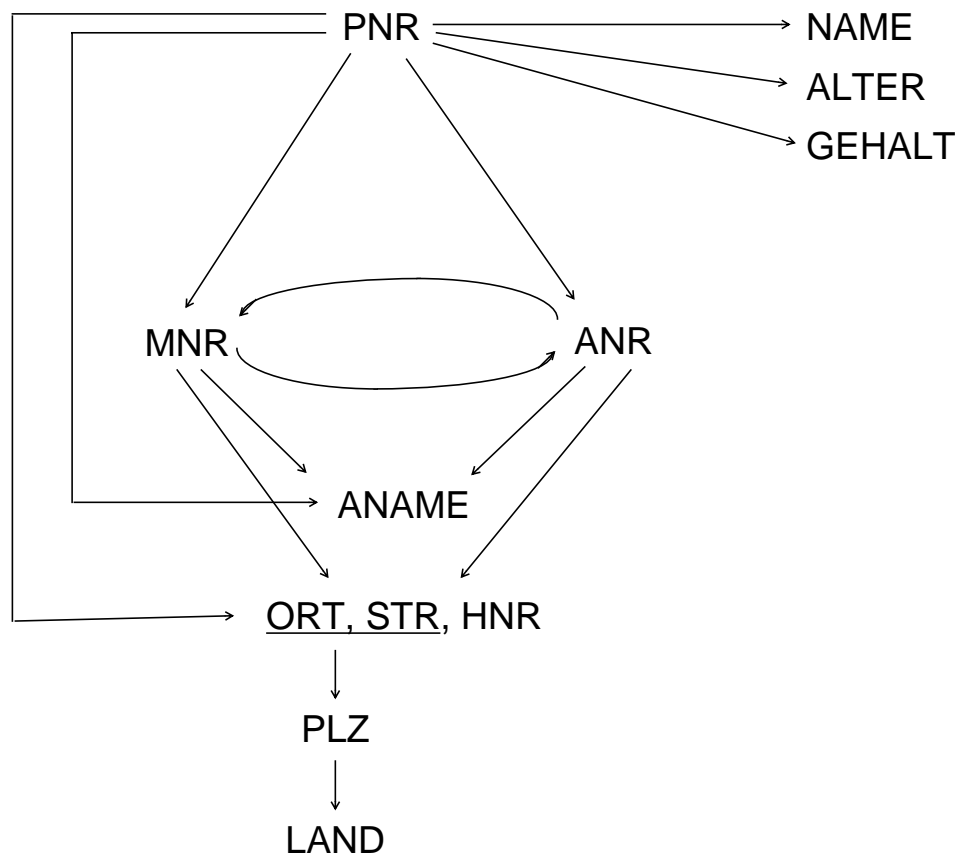 PNR NAME
ALTER
GEHALT
MNR ANR
ANAME
ORT, STR, HNR
PLZ
LAND